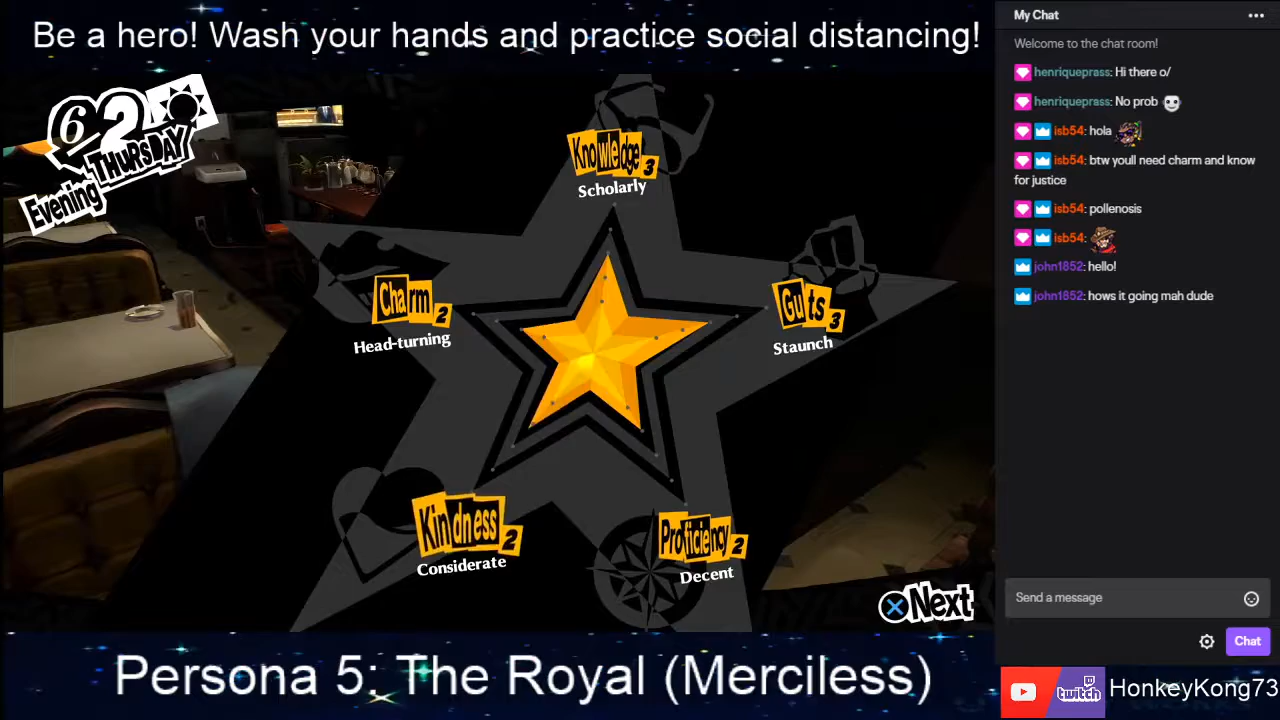 Be a hero! Wash your hands and practice social distancing!
6 2
THURSDAY
Evening
Knowledge 3
Scholarly
Charm 2
Head-turning
Guts 3
Staunch
Kindness 2
Considerate
Proficiency 2
Decent
Next
Persona 5: The Royal (Merciless)
My Chat
Welcome to the chat room!
henriqueprass: Hi there o/
henriqueprass: No prob
isb54: hola
isb54: btw youll need charm and know
for justice
isb54: pollenosis
isb54:
john1852: hello!
john1852: hows it going mah dude
Send a message
Chat
twitch
HonkeyKong73